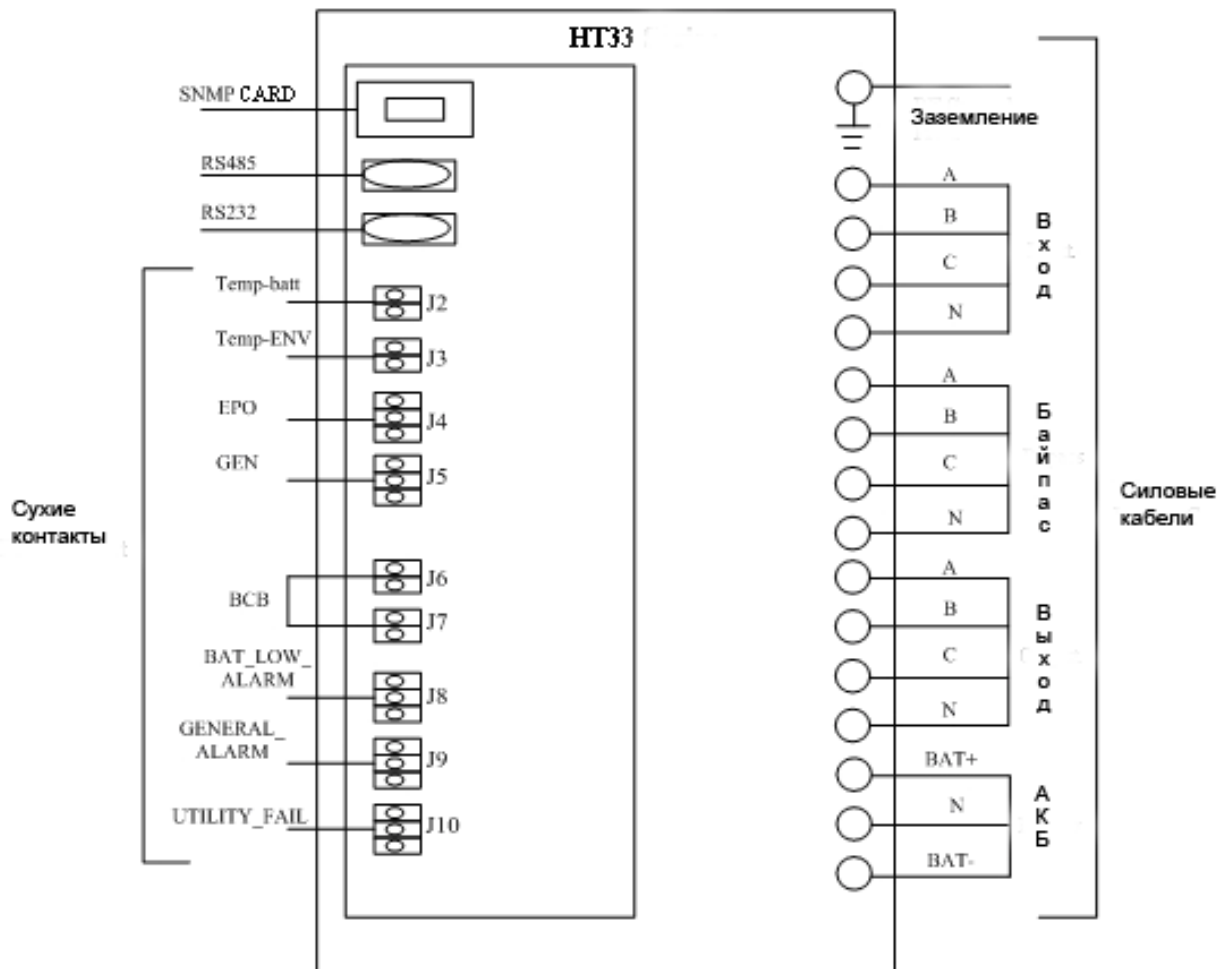 HT33
SNMP CARD
RS485
RS232
Temp-batt
J2
Temp-ENV
J3
EPO
J4
GEN
J5
Сухие
контакты
BCB
J6
J7
BAT_LOW_
ALARM
J8
GENERAL_
ALARM
J9
UTILITY_FAIL
J10
Заземление
A
B
C
N
Вход
A
B
C
N
Байпас
A
B
C
N
Выход
BAT+
N
BAT-
АКБ
Силовые
кабели